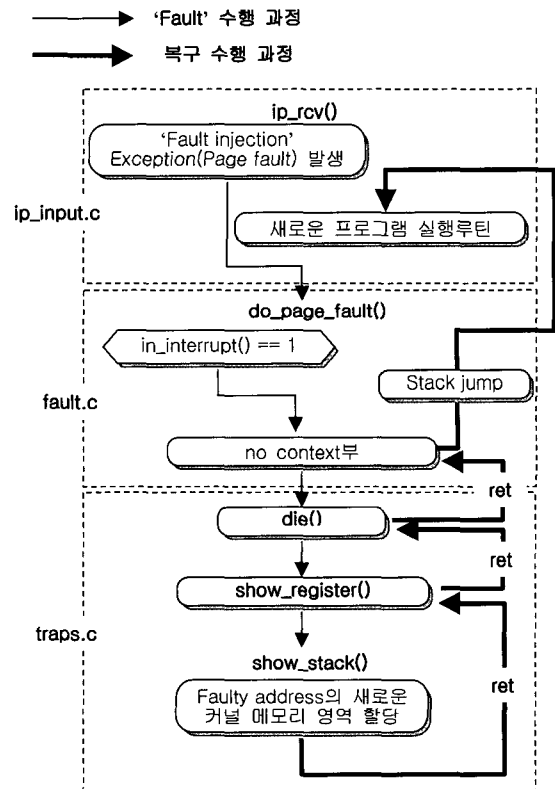 'Fault' 수행 과정
복구 수행 과정
ip_rcv()
'Fault injection'
Exception(Page fault) 발생
ip_input.c
새로운 프로그램 실행루틴
do_page_fault()
in_interrupt() == 1
Stack jump
fault.c
no context부
ret
die()
ret
show_register()
traps.c
show_stack()
ret
Faulty address의 새로운
커널 메모리 영역 할당